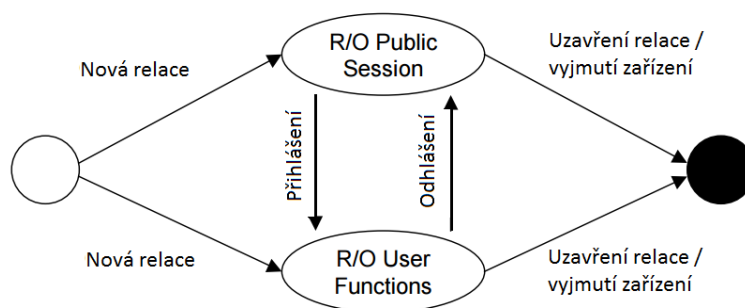 R/O Public
Session
Nová relace
Uzavření relace /
vyjmutí zařízení
Přihlášení
Odhlášení
Nová relace
R/O User
Functions
Uzavření relace /
vyjmutí zařízení